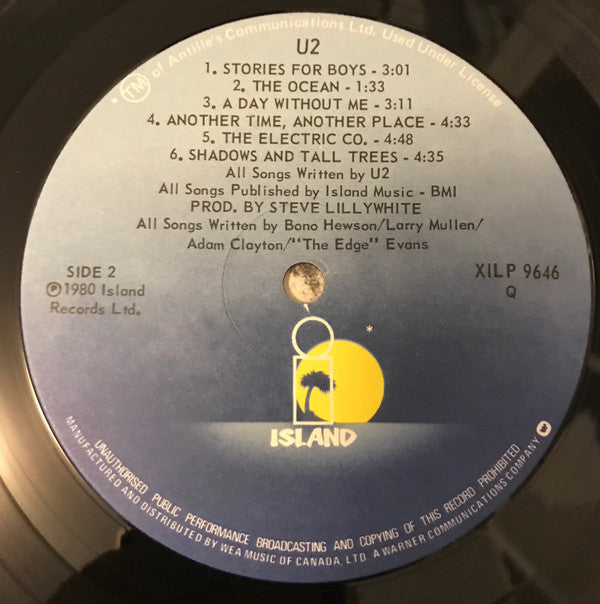 ™ of Antille's Communications Ltd. Used Under License
U2
1. STORIES FOR BOYS - 3:01
2. THE OCEAN - 1:33
3. A DAY WITHOUT ME - 3:11
4. ANOTHER TIME, ANOTHER PLACE - 4:33
5. THE ELECTRIC CO. - 4:48
6. SHADOWS AND TALL TREES - 4:35
All Songs Written by U2
All Songs Published by Island Music - BMI
PROD. BY STEVE LILLYWHITE
All Songs Written by Bono Hewson/Larry Mullen/
Adam Clayton/"The Edge" Evans
SIDE 2
℗1980 Island
Records Ltd.
XILP 9646
Q
*
ISLAND
UNAUTHORISED PUBLIC PERFORMANCE BROADCASTING AND COPYING OF THIS RECORD PROHIBITED
MANUFACTURED AND DISTRIBUTED BY WEA MUSIC OF CANADA, LTD. A WARNER COMMUNICATIONS COMPANY